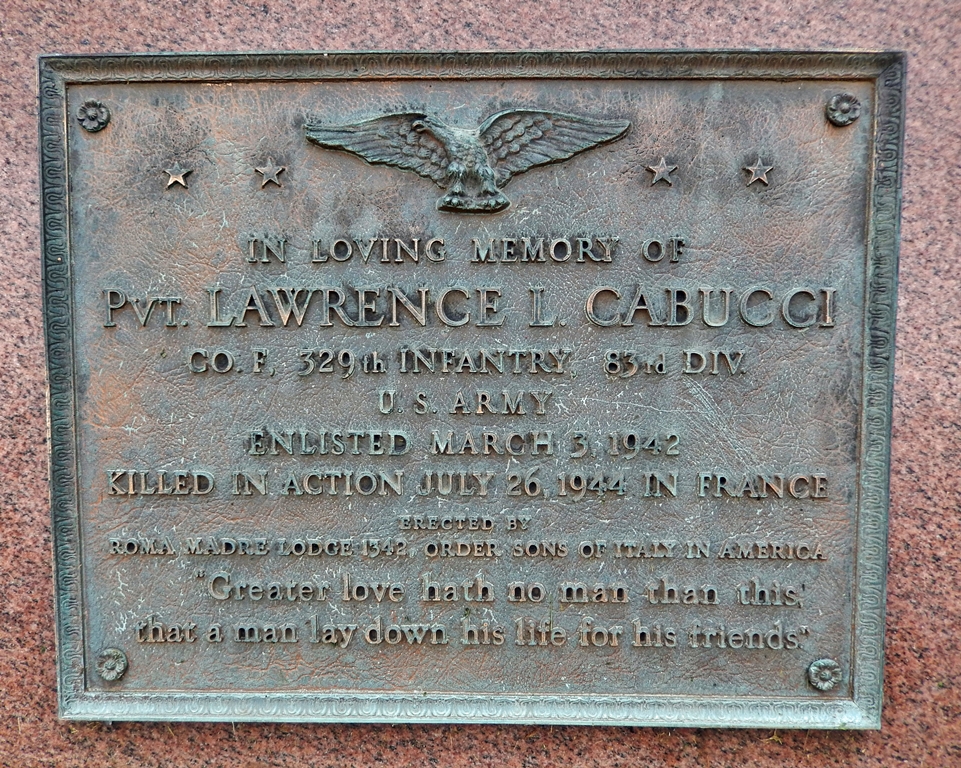 IN LOVING MEMORY OF
PVT. LAWRENCE L. CABUCCI
CO. F, 329th INFANTRY, 83rd DIV.
U. S. ARMY
ENLISTED MARCH 3, 1942
KILLED IN ACTION JULY 26, 1944 IN FRANCE
ERECTED BY
ROMA MADRE LODGE 1342, ORDER SONS OF ITALY IN AMERICA
"Greater love hath no man than this,
that a man lay down his life for his friends."